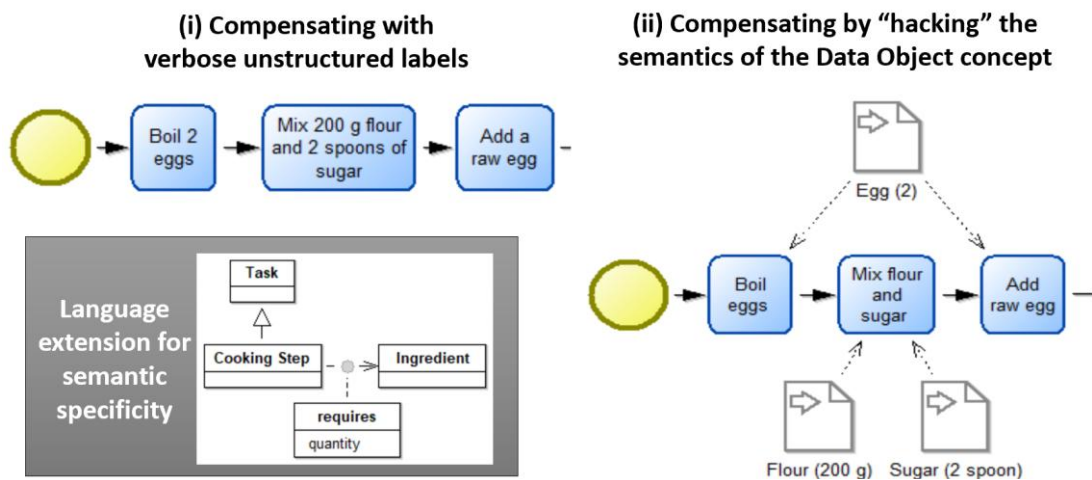 (i) Compensating with
verbose unstructured labels
Boil 2
eggs
Mix 200 g flour
and 2 spoons of
sugar
Add a
raw egg
Language
extension for
semantic
specificity
Task
Cooking Step
Ingredient
requires
quantity
(ii) Compensating by “hacking” the
semantics of the Data Object concept
Egg (2)
Boil
eggs
Mix flour
and
sugar
Add
raw egg
Flour (200 g)
Sugar (2 spoon)